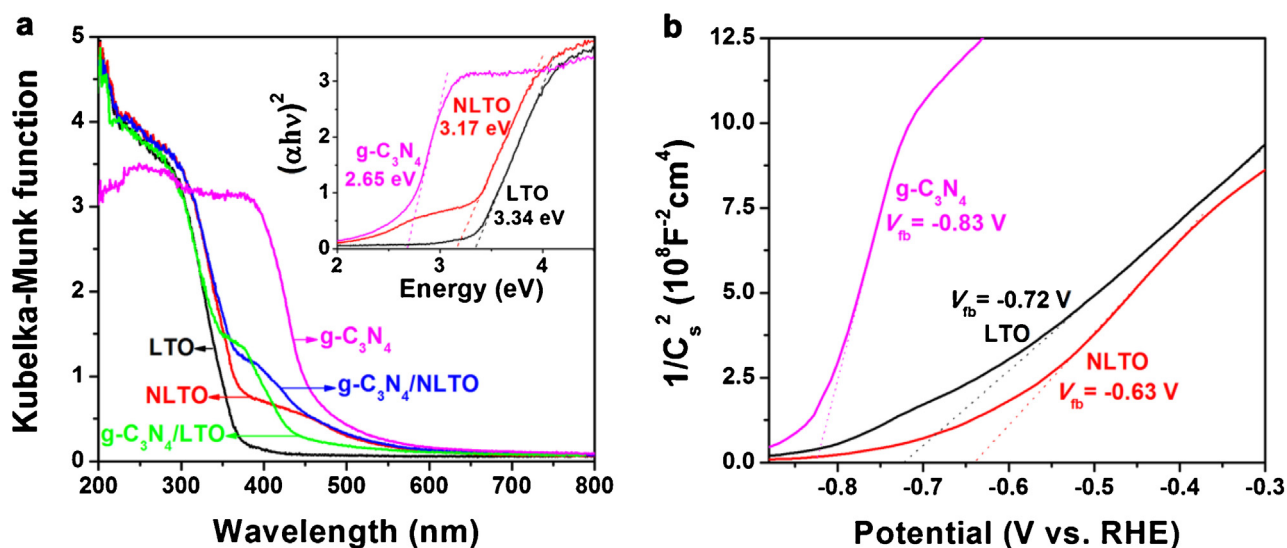 a
Kubelka-Munk function
5
4
3
2
1
0
200 300 400 500 600 700 800
Wavelength (nm)
LTO
NLTO
g-C₃N₄/LTO
g-C₃N₄
g-C₃N₄/NLTO
(αhν)²
4
3
2
1
0
2 3 4
Energy (eV)
g-C₃N₄
2.65 eV
NLTO
3.17 eV
LTO
3.34 eV
b
1/Cₛ² (10⁸F⁻²cm⁴)
12.5
10.0
7.5
5.0
2.5
0.0
-0.8 -0.7 -0.6 -0.5 -0.4 -0.3
Potential (V vs. RHE)
g-C₃N₄
V_fb = -0.83 V
V_fb = -0.72 V
LTO
NLTO
V_fb = -0.63 V